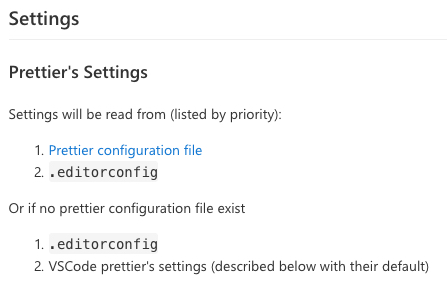 Settings
Prettier's Settings
Settings will be read from (listed by priority):
1. Prettier configuration file
2. .editorconfig
Or if no prettier configuration file exist
1. .editorconfig
2. VSCode prettier's settings (described below with their default)